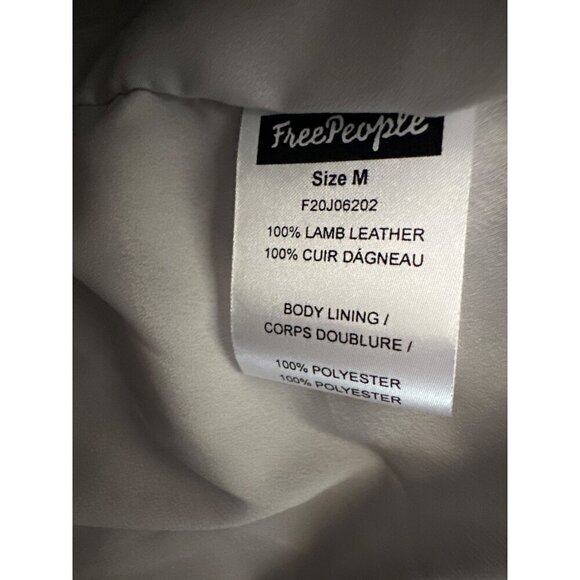 FreePeople
Size M
F20J06202
100% LAMB LEATHER
100% CUIR DÁGNEAU
BODY LINING /
CORPS DOUBLURE /
100% POLYESTER
100% POLYESTER